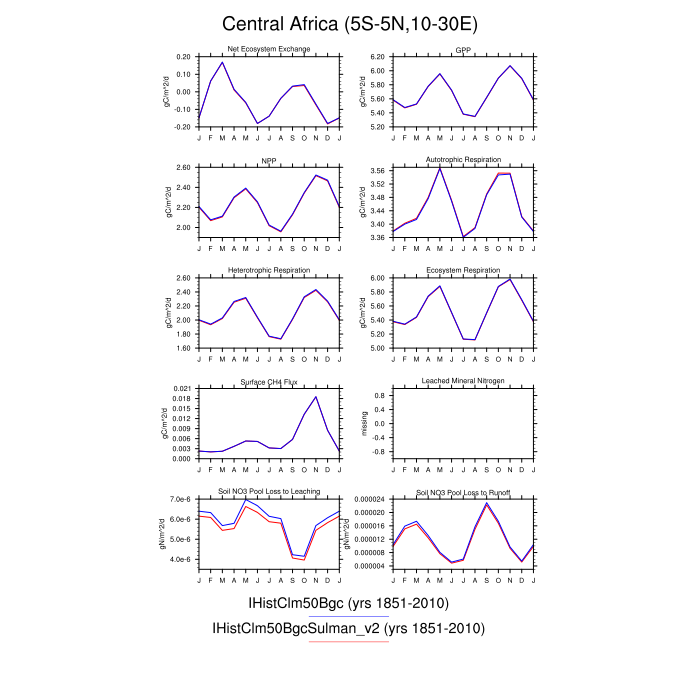 Central Africa (5S-5N,10-30E)
Net Ecosystem Exchange
gC/m^2/d
0.20
0.10
0.00
-0.10
-0.20
J F M A M J J A S O N D J
GPP
gC/m^2/d
6.20
6.00
5.80
5.60
5.40
5.20
J F M A M J J A S O N D J
NPP
gC/m^2/d
2.60
2.40
2.20
2.00
J F M A M J J A S O N D J
Autotrophic Respiration
gC/m^2/d
3.56
3.52
3.48
3.44
3.40
3.36
J F M A M J J A S O N D J
Heterotrophic Respiration
gC/m^2/d
2.60
2.40
2.20
2.00
1.80
1.60
J F M A M J J A S O N D J
Ecosystem Respiration
gC/m^2/d
6.00
5.80
5.60
5.40
5.20
5.00
J F M A M J J A S O N D J
Surface CH4 Flux
gC/m^2/d
0.021
0.018
0.015
0.012
0.009
0.006
0.003
0.000
J F M A M J J A S O N D J
Leached Mineral Nitrogen
missing
0.8
0.4
0.0
-0.4
-0.8
J F M A M J J A S O N D J
Soil NO3 Pool Loss to Leaching
gN/m^2/d
7.0e-6
6.0e-6
5.0e-6
4.0e-6
J F M A M J J A S O N D J
Soil NO3 Pool Loss to Runoff
gN/m^2/d
0.000024
0.000020
0.000016
0.000012
0.000008
0.000004
J F M A M J J A S O N D J
IHistClm50Bgc (yrs 1851-2010)
IHistClm50BgcSulman_v2 (yrs 1851-2010)